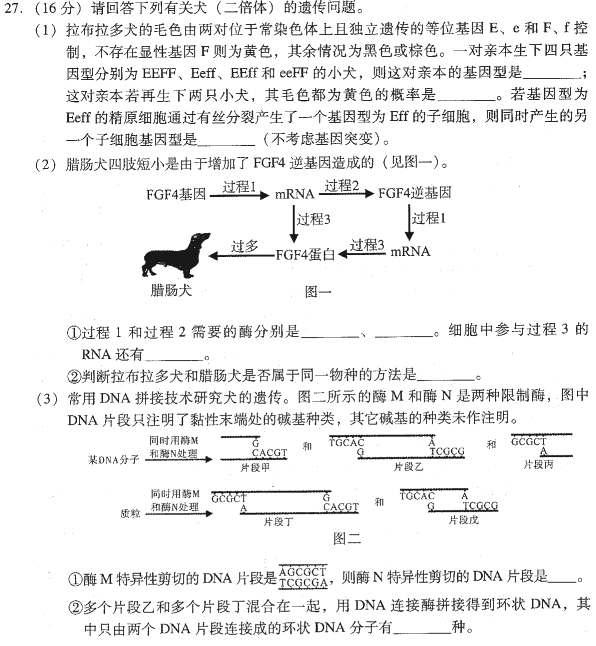 27. (16 分) 请回答下列有关犬（二倍体）的遗传问题。
(1) 拉布拉多犬的毛色由两对位于常染色体上且独立遗传的等位基因 E、e 和 F、f 控
制，不存在显性基因 F 则为黄色，其余情况为黑色或棕色。一对亲本生下四只基
因型分别为 EEFF、Eeff、EEff 和 eeFF 的小犬，则这对亲本的基因型是________；
这对亲本若再生下两只小犬，其毛色都为黄色的概率是________。若基因型为
Eeff 的精原细胞通过有丝分裂产生了一个基因型为 Eff 的子细胞，则同时产生的另
一个子细胞基因型是________（不考虑基因突变）。
(2) 腊肠犬四肢短小是由于增加了 FGF4 逆基因造成的（见图一）。
FGF4基因 过程1 mRNA 过程2 FGF4逆基因
过程3 过程1
过多 FGF4蛋白 过程3 mRNA
腊肠犬 图一
①过程 1 和过程 2 需要的酶分别是________、________。细胞中参与过程 3 的
RNA 还有________。
②判断拉布拉多犬和腊肠犬是否属于同一物种的方法是________。
(3) 常用 DNA 拼接技术研究犬的遗传。图二所示的酶 M 和酶 N 是两种限制酶，图中
DNA 片段只注明了黏性末端处的碱基种类，其它碱基的种类未作注明。
某DNA分子 同时用酶M 和酶N处理 G CACGT 片段甲 和 TGCAC G A TCGCG 片段乙 和 GCGCT A 片段丙
质粒 同时用酶M 和酶N处理 GCGCT A G CACGT 片段丁 和 TGCAC G A TCGCG 片段戊
图二
①酶 M 特异性剪切的 DNA 片段是 AGCGCT TCGCGA，则酶 N 特异性剪切的 DNA 片段是____。
②多个片段乙和多个片段丁混合在一起，用 DNA 连接酶拼接得到环状 DNA，其
中只由两个 DNA 片段连接成的环状 DNA 分子有________种。